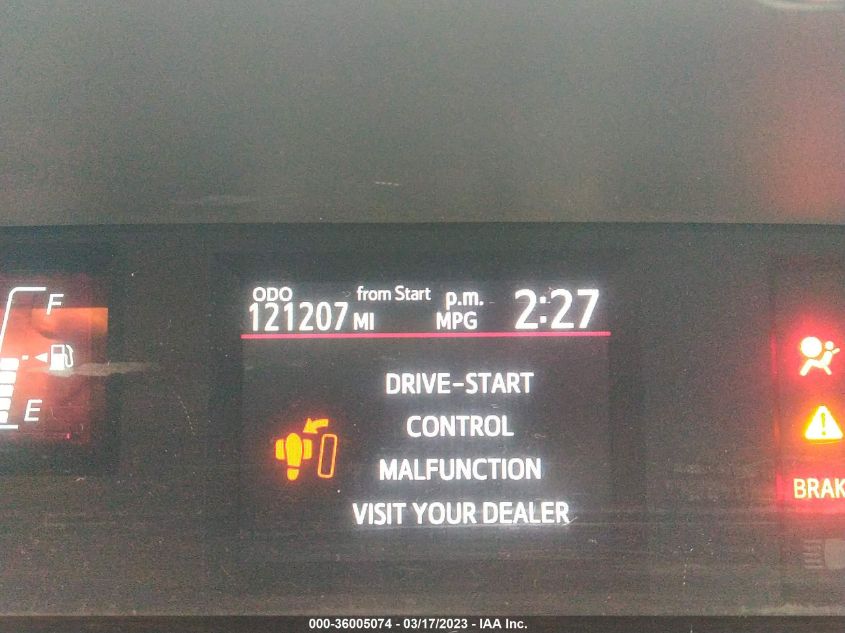 ODO from Start p.m. 2:27
121207 MI MPG
DRIVE-START
CONTROL
MALFUNCTION
VISIT YOUR DEALER
F
E
BRAK
000-36005074 - 03/17/2023 - IAA Inc.